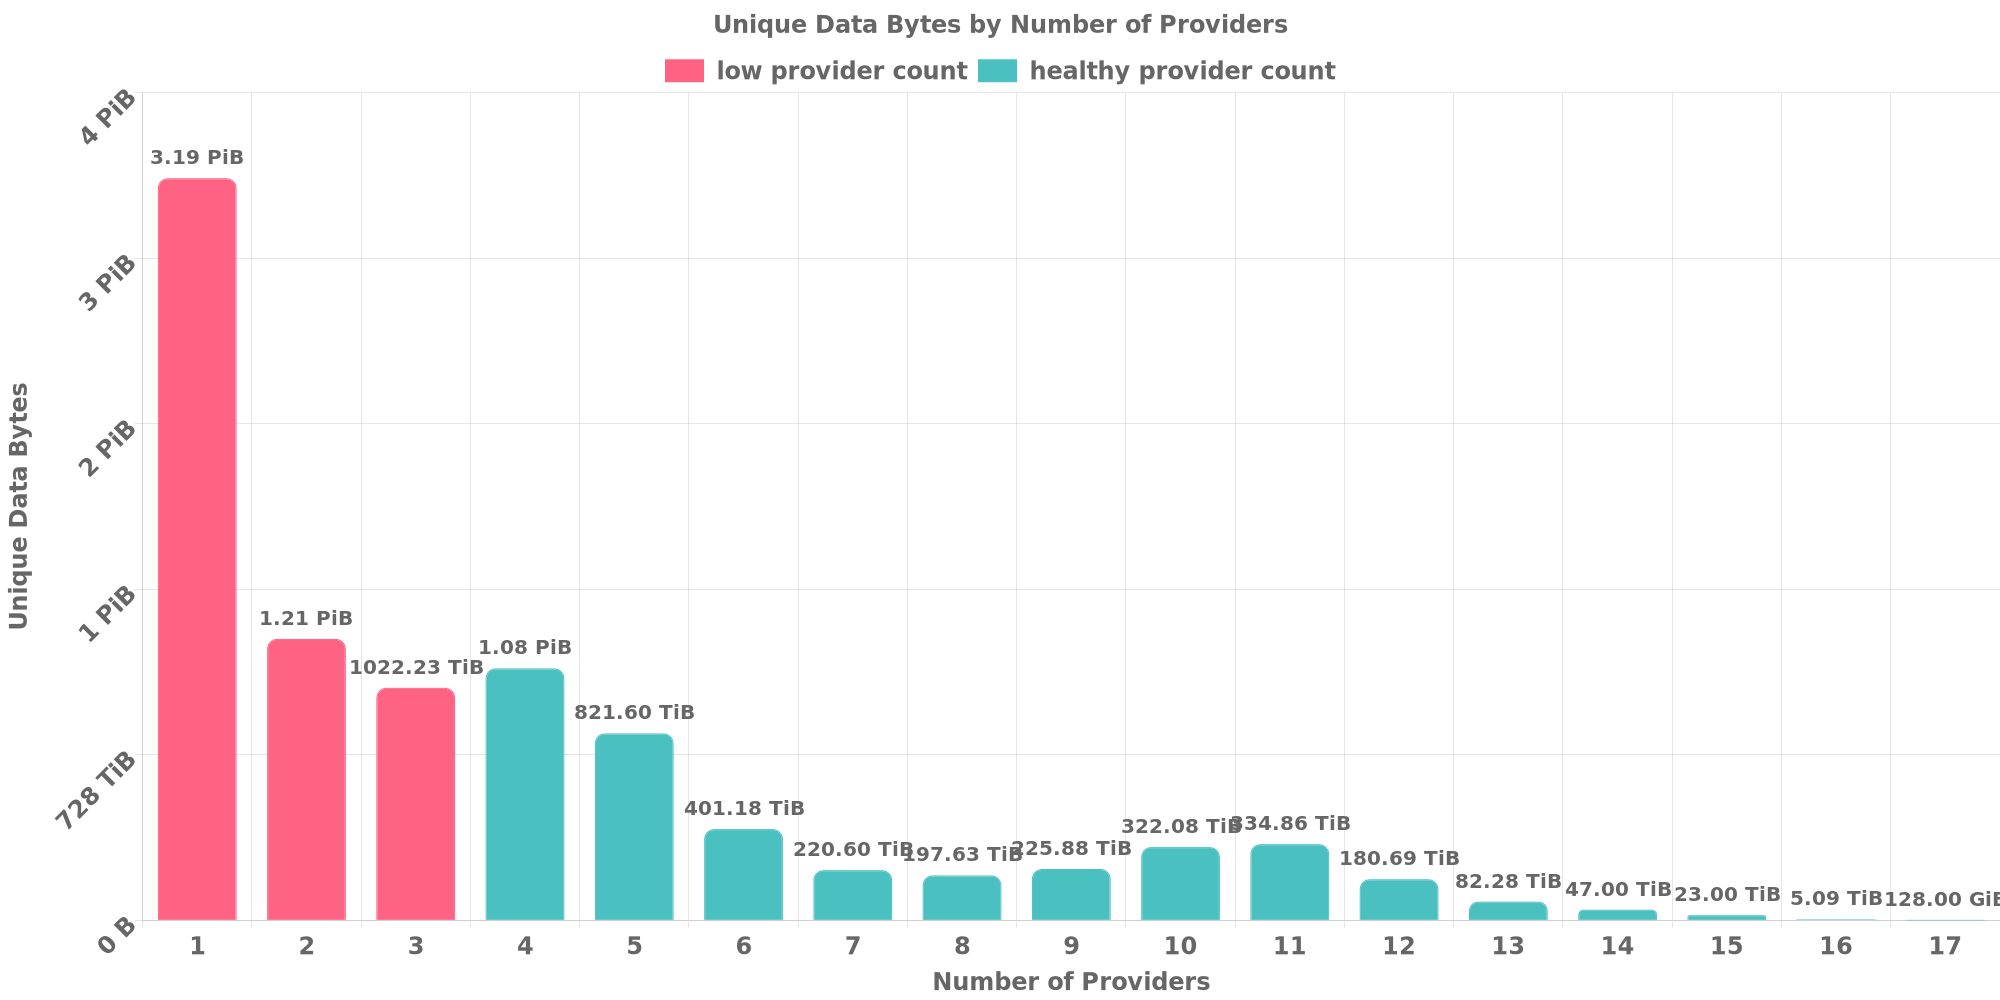 Unique Data Bytes by Number of Providers
low provider count
healthy provider count
Unique Data Bytes
4 PiB
3 PiB
2 PiB
1 PiB
728 TiB
0 B
3.19 PiB
1.21 PiB
1022.23 TiB
1.08 PiB
821.60 TiB
401.18 TiB
220.60 TiB
197.63 TiB
225.88 TiB
322.08 TiB
334.86 TiB
180.69 TiB
82.28 TiB
47.00 TiB
23.00 TiB
5.09 TiB
128.00 GiB
1 2 3 4 5 6 7 8 9 10 11 12 13 14 15 16 17
Number of Providers